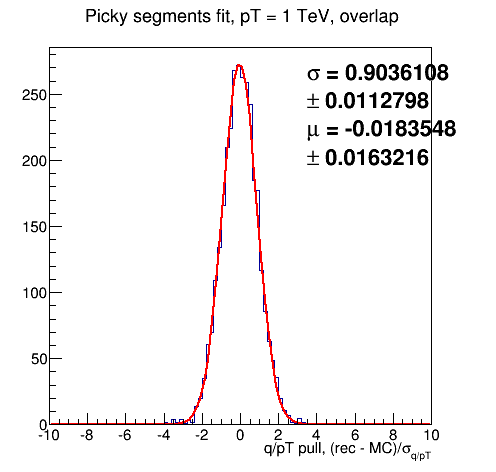 Picky segments fit, pT = 1 TeV, overlap
σ = 0.9036108
± 0.0112798
μ = -0.0183548
± 0.0163216
250
200
150
100
50
0
-10 -8 -6 -4 -2 0 2 4 6 8 10
q/pT pull, (rec - MC)/σq/pT